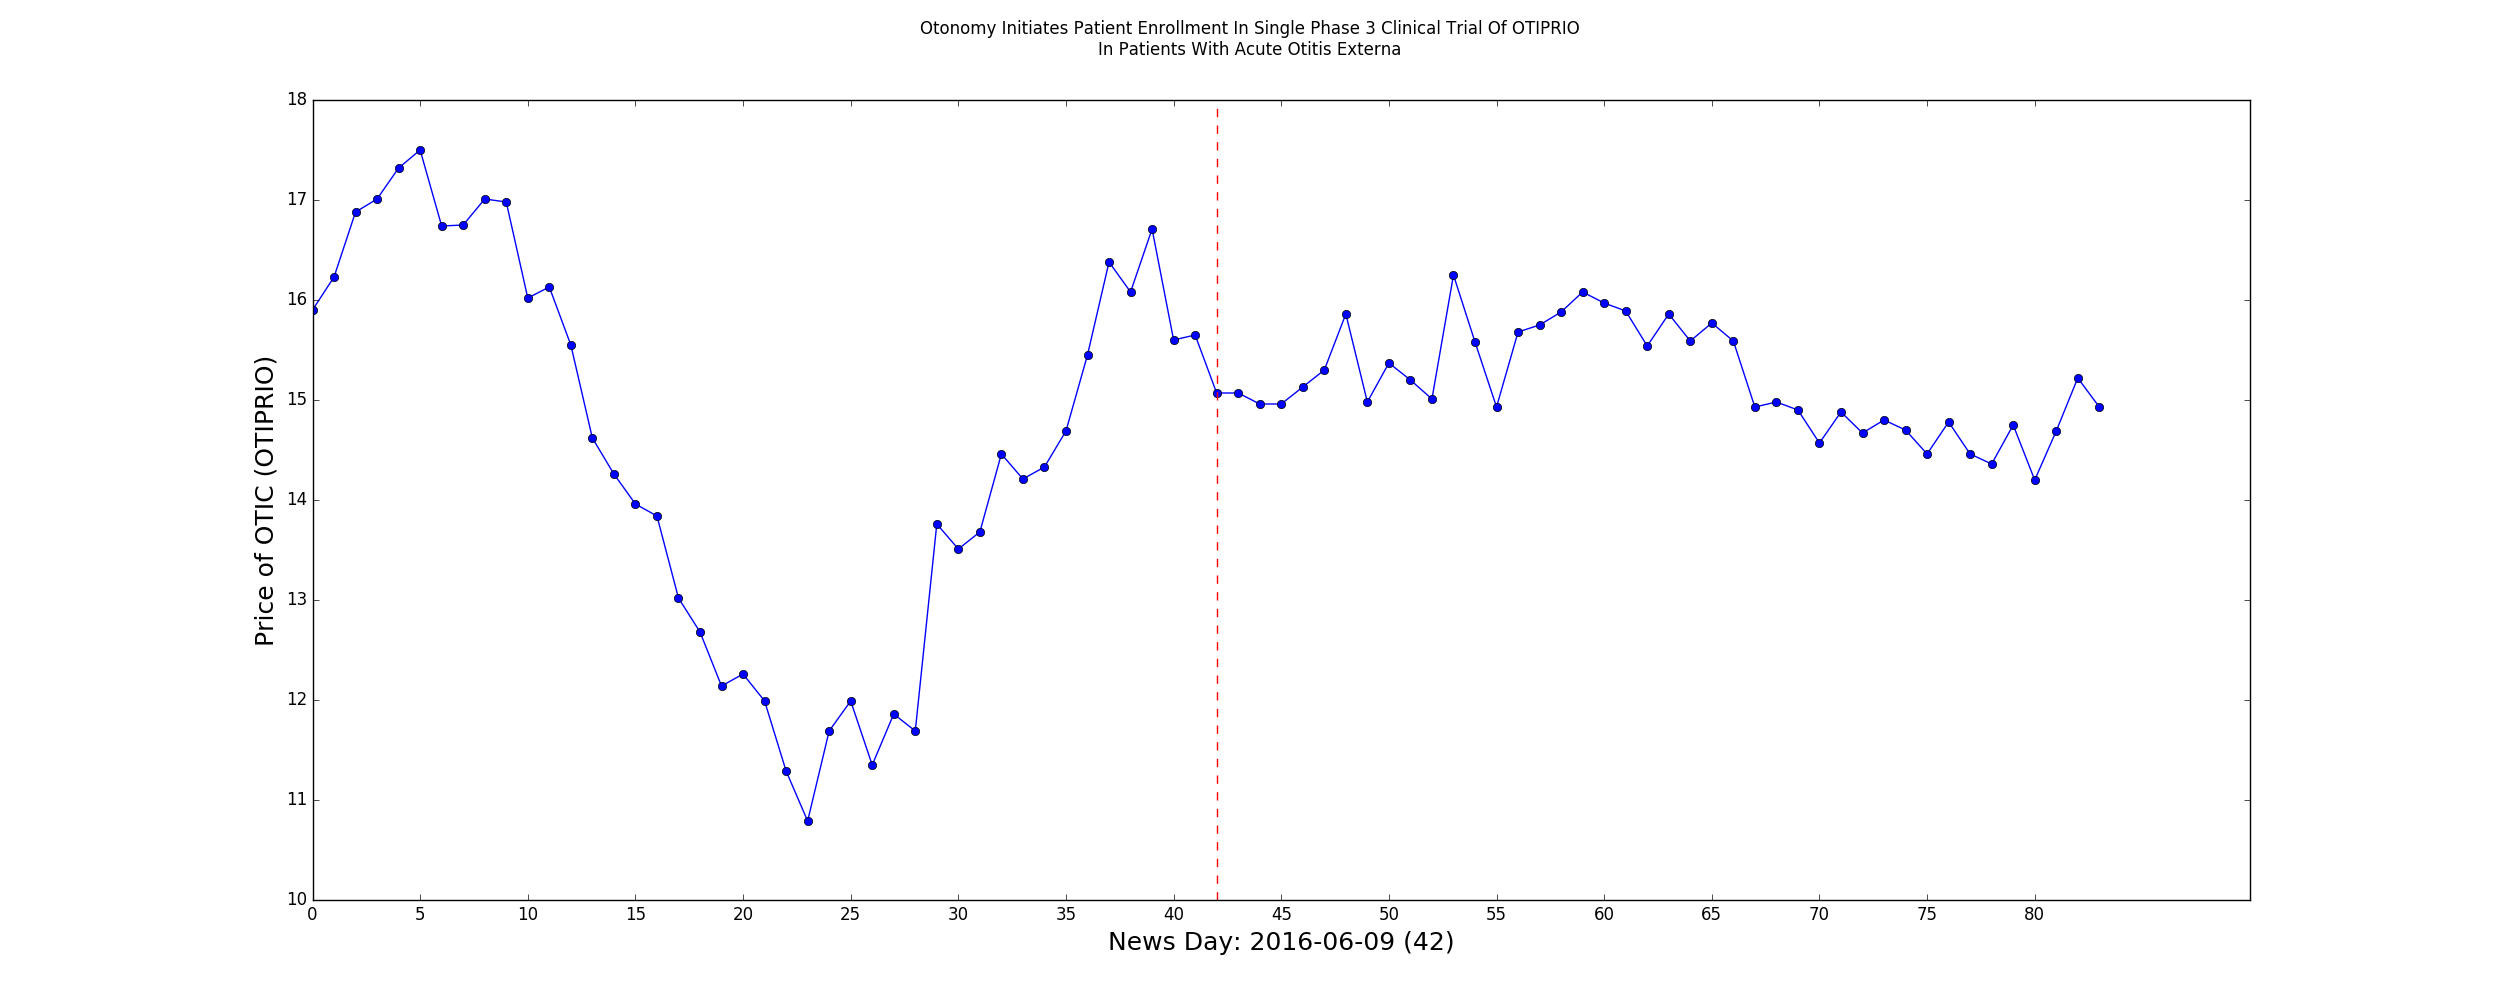 Otonomy Initiates Patient Enrollment In Single Phase 3 Clinical Trial Of OTIPRIO
In Patients With Acute Otitis Externa
Price of OTIC (OTIPRIO)
18
17
16
15
14
13
12
11
10
0 5 10 15 20 25 30 35 40 45 50 55 60 65 70 75 80
News Day: 2016-06-09 (42)